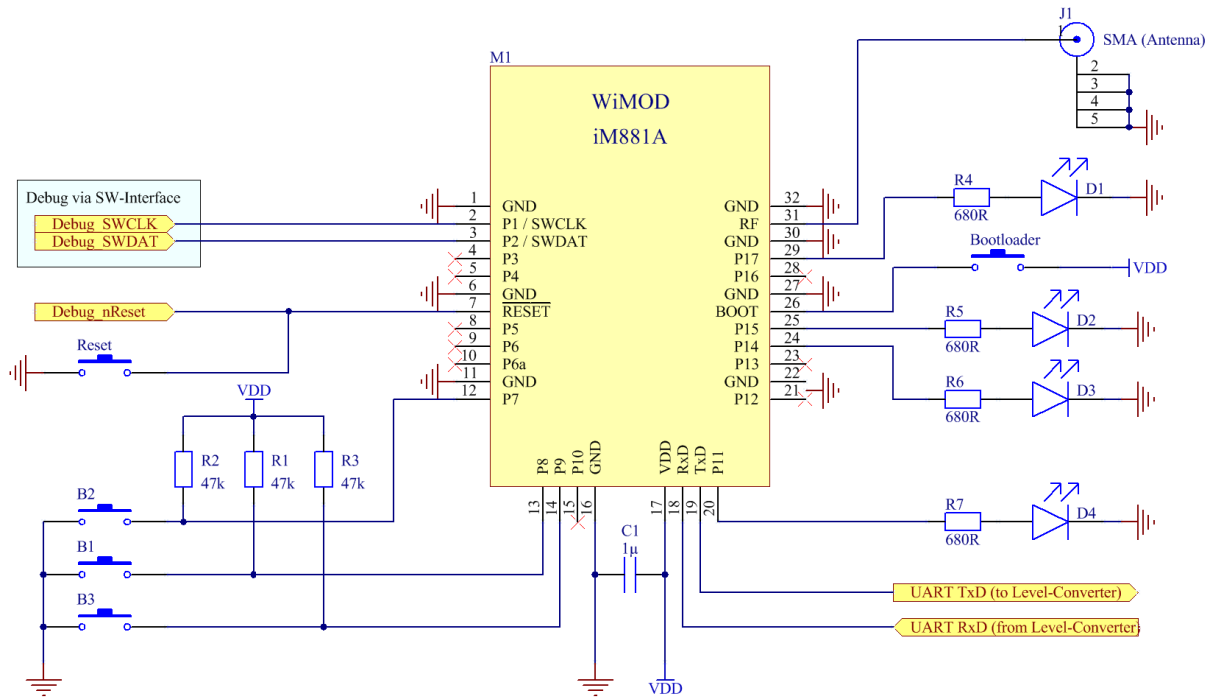 J1
1
SMA (Antenna)
2
3
4
5
M1
WiMOD
iM881A
Debug via SW-Interface
Debug_SWCLK
Debug_SWDAT
Debug_nReset
Reset
1 GND
2 P1 / SWCLK
3 P2 / SWDAT
4 P3
5 P4
6 GND
7 RESET
8 P5
9 P6
10 P6a
11 GND
12 P7
GND 32
RF 31
GND 30
P17 29
P16 28
GND 27
BOOT 26
P15 25
P14 24
P13 23
GND 22
P12 21
R4
680R
D1
Bootloader
VDD
R5
680R
D2
R6
680R
D3
VDD
R2
47k
R1
47k
R3
47k
B2
B1
B3
P8
P9
P10
GND
VDD
RxD
TxD
P11
13
14
15
16
17
18
19
20
C1
1µ
R7
680R
D4
UART TxD (to Level-Converter)
UART RxD (from Level-Converter
VDD